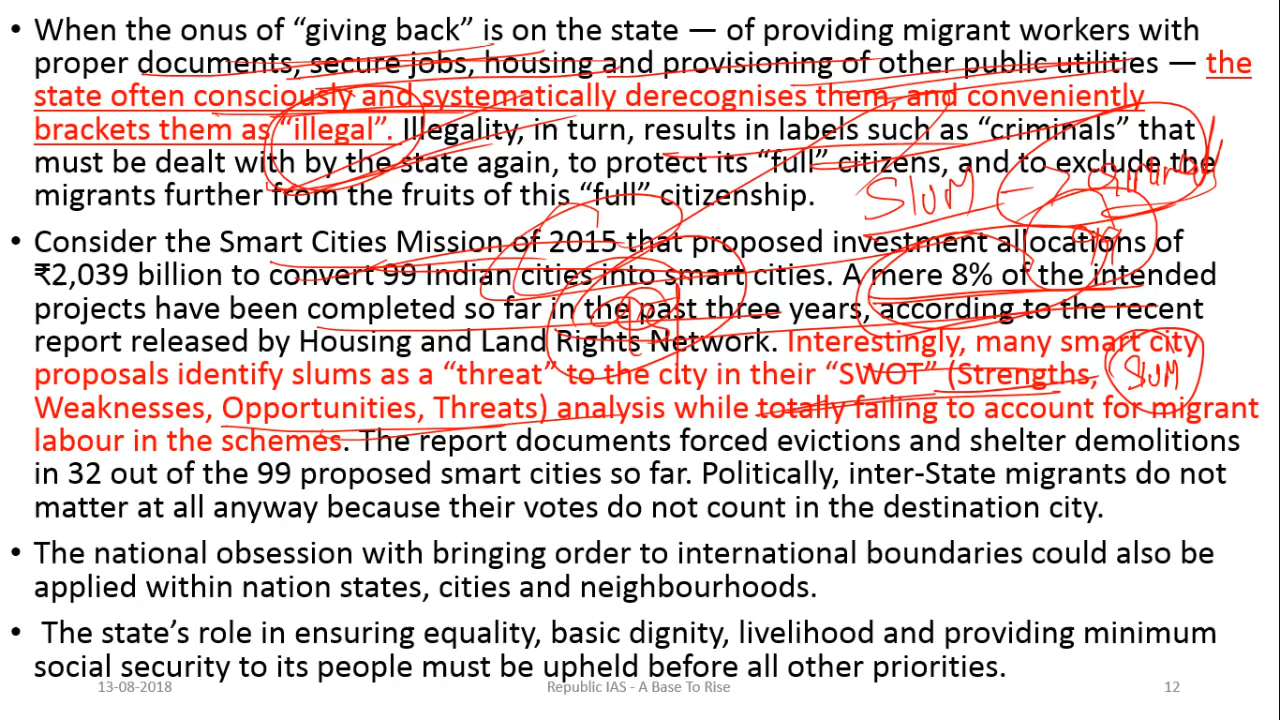 • When the onus of “giving back” is on the state — of providing migrant workers with
proper documents, secure jobs, housing and provisioning of other public utilities — the
state often consciously and systematically derecognises them, and conveniently
brackets them as “illegal”. Illegality, in turn, results in labels such as “criminals” that
must be dealt with by the state again, to protect its “full” citizens, and to exclude the
migrants further from the fruits of this “full” citizenship.
SLUM
• Consider the Smart Cities Mission of 2015 that proposed investment allocations of
₹2,039 billion to convert 99 Indian cities into smart cities. A mere 8% of the intended
projects have been completed so far in the past three years, according to the recent
report released by Housing and Land Rights Network. Interestingly, many smart city
proposals identify slums as a “threat” to the city in their “SWOT” (Strengths,
SLUM
Weaknesses, Opportunities, Threats) analysis while totally failing to account for migrant
labour in the schemes. The report documents forced evictions and shelter demolitions
in 32 out of the 99 proposed smart cities so far. Politically, inter-State migrants do not
matter at all anyway because their votes do not count in the destination city.
• The national obsession with bringing order to international boundaries could also be
applied within nation states, cities and neighbourhoods.
• The state’s role in ensuring equality, basic dignity, livelihood and providing minimum
social security to its people must be upheld before all other priorities.
13-08-2018 Republic IAS - A Base To Rise 12